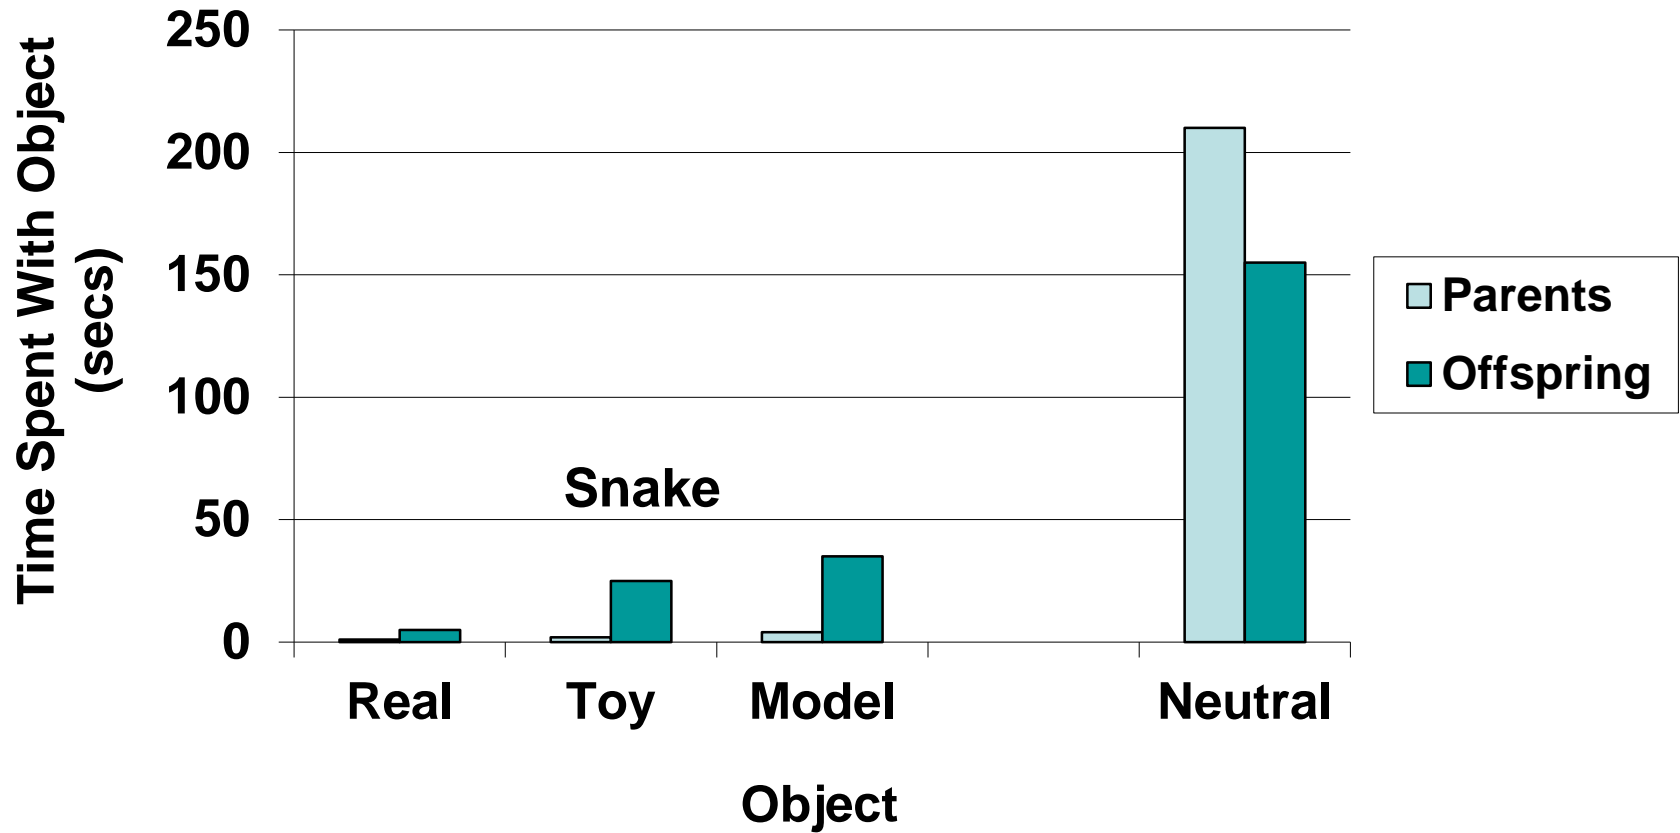 Time Spent With Object
(secs)
250
200
150
100
50
0
Snake
Real Toy Model Neutral
Object
Parents
Offspring